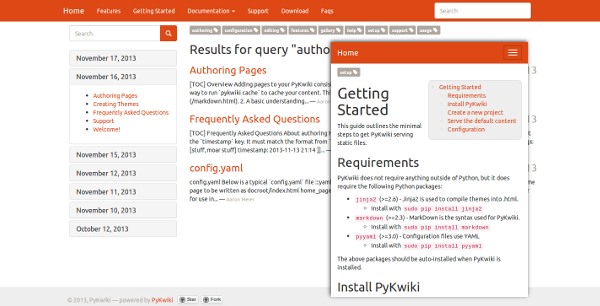 Home Features Getting Started Documentation Support Download Faqs Search
Search
November 17, 2013
November 16, 2013
Authoring Pages
Creating Themes
Frequently Asked Questions
Support
Welcome!
November 15, 2013
November 12, 2013
November 11, 2013
November 10, 2013
October 12, 2013
authoring configuration editing features gallery help setup support usage
Results for query "autho
Authoring Pages
[TOC] Overview Adding pages to your PyKwiki consis
way to run `pykwiki cache` to cache your content. Thi
(/markdown.html). 2. A basic understanding... — Aaron
Frequently Asked Questions
[TOC] Frequently Asked Questions About authoring H
the `timestamp` key. It must match the format from `
[stuff, moar stuff] timestamp: 2013-11-13 21:14 ]]... —
config.yaml
config.yaml Below is a typical `config.yaml` file ::yaml
page to be written as docroot/index.html home_page
for use in... — Aaron Meier
13
13
13
Home
setup
Getting
Started
This guide outlines the minimal
steps to get PyKwiki serving
static files.
Getting Started
Requirements
Install PyKwiki
Create a new project
Serve the default content
Configuration
Requirements
PyKwiki does not require anything outside of Python, but it does
require the following Python packages:
jinja2 (>=2.6) - Jinja2 is used to compile themes into .html.
Install with sudo pip install jinja2
markdown (>=2.3) - MarkDown is the syntax used for PyKwiki.
Install with sudo pip install markdown
pyyaml (>=3.0) - Configuration files use YAML
Install with sudo pip install pyyaml
The above packages should be auto-installed when PyKwiki is
installed.
Install PyKwiki
© 2013, PyKwiki — powered by PyKwiki Star Fork